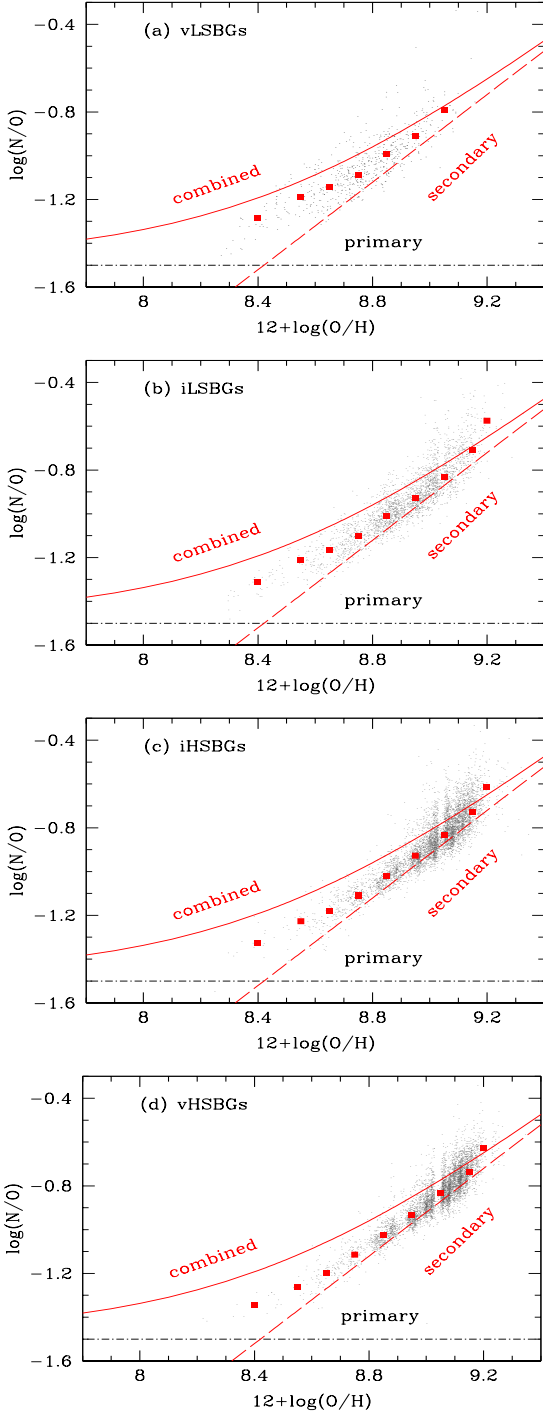 (a) vLSBGs
−0.4
−0.8
−1.2
−1.6
log(N/O)
combined
secondary
primary
8 8.4 8.8 9.2
12+log(O/H)
(b) iLSBGs
−0.4
−0.8
−1.2
−1.6
log(N/O)
combined
secondary
primary
8 8.4 8.8 9.2
12+log(O/H)
(c) iHSBGs
−0.4
−0.8
−1.2
−1.6
log(N/O)
combined
secondary
primary
8 8.4 8.8 9.2
12+log(O/H)
(d) vHSBGs
−0.4
−0.8
−1.2
−1.6
log(N/O)
combined
secondary
primary
8 8.4 8.8 9.2
12+log(O/H)